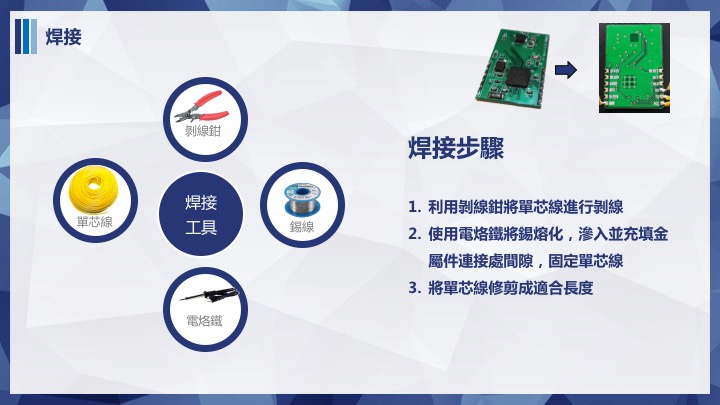 焊接
剝線鉗
單芯線
焊接
工具
錫線
電烙鐵
焊接步驟
1. 利用剝線鉗將單芯線進行剝線
2. 使用電烙鐵將錫熔化，滲入並充填金
屬件連接處間隙，固定單芯線
3. 將單芯線修剪成適合長度